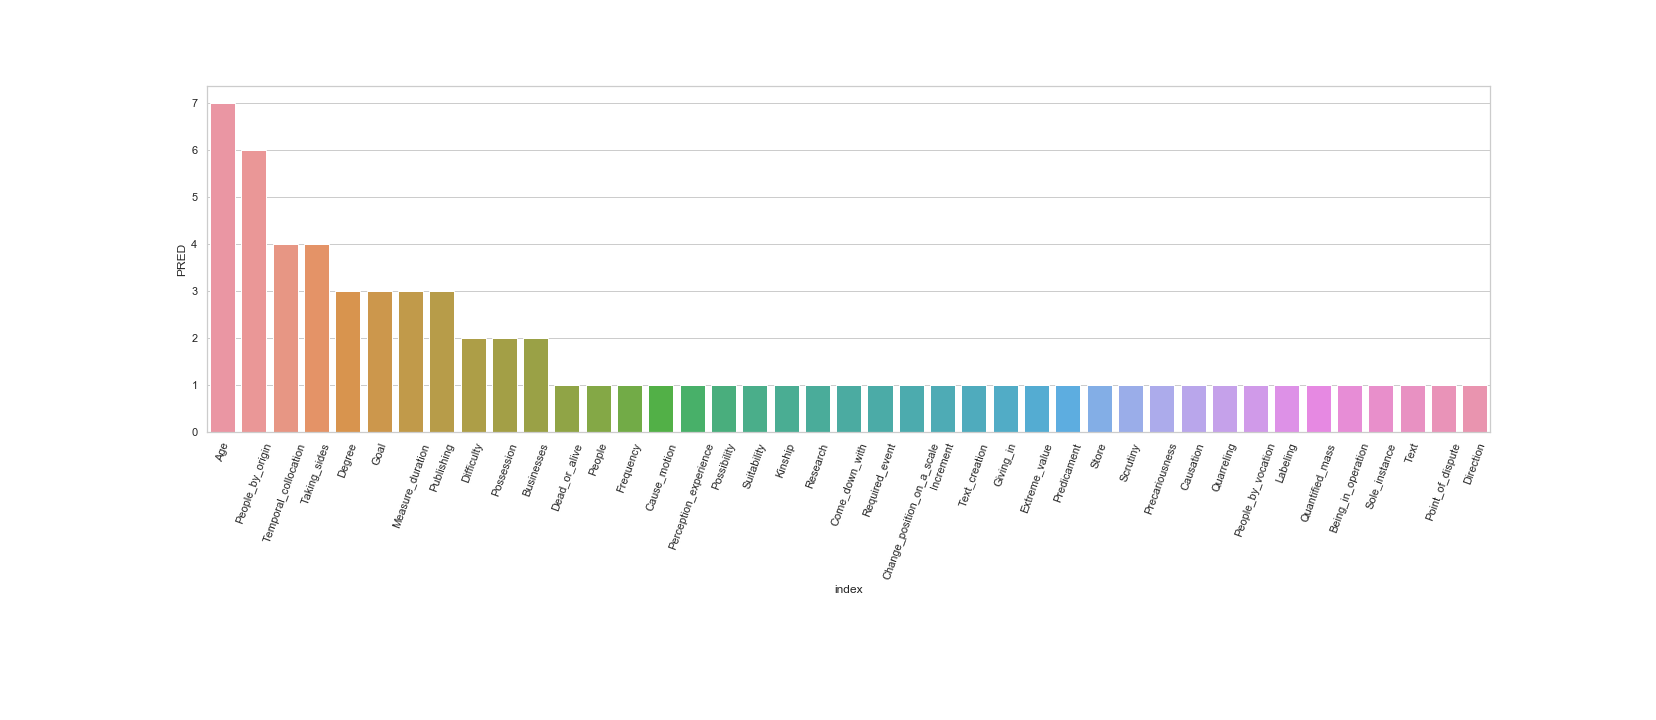 7
6
5
4
3
2
1
0
PRED
Age
People_by_origin
Temporal_collocation
Taking_sides
Degree
Goal
Measure_duration
Publishing
Difficulty
Possession
Businesses
Dead_or_alive
People
Frequency
Cause_motion
Perception_experience
Possibility
Suitability
Kinship
Research
Come_down_with
Required_event
Change_position_on_a_scale
Increment
Text_creation
Giving_in
Extreme_value
Predicament
Store
Scrutiny
Precariousness
Causation
Quarreling
People_by_vocation
Labeling
Quantified_mass
Being_in_operation
Sole_instance
Text
Point_of_dispute
Direction
index